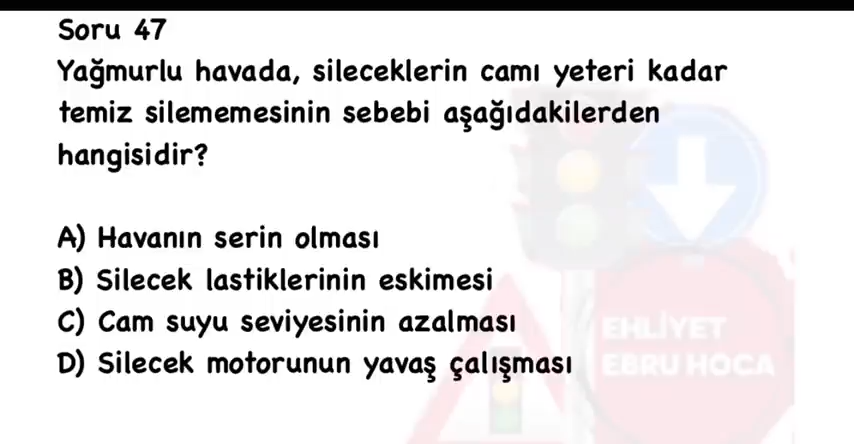 Soru 47
Yağmurlu havada, sileceklerin camı yeteri kadar
temiz silememesinin sebebi aşağıdakilerden
hangisidir?
A) Havanın serin olması
B) Silecek lastiklerinin eskimesi
C) Cam suyu seviyesinin azalması
D) Silecek motorunun yavaş çalışması
EHLİYET
EBRU HOCA